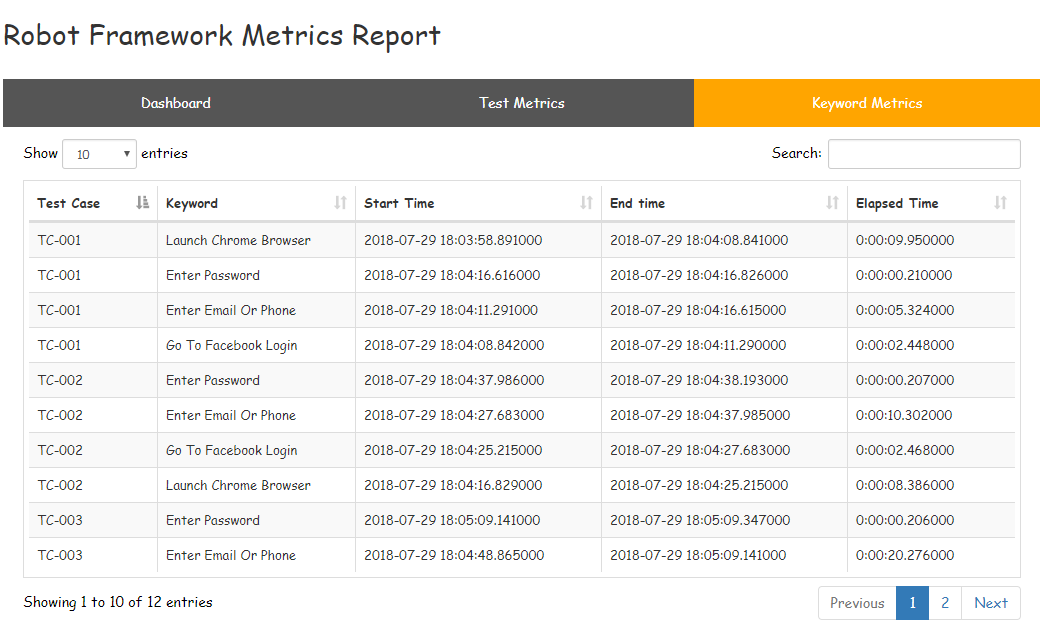 Robot Framework Metrics Report
Dashboard Test Metrics Keyword Metrics
Show 10 entries Search:
Test Case Keyword Start Time End time Elapsed Time
TC-001 Launch Chrome Browser 2018-07-29 18:03:58.891000 2018-07-29 18:04:08.841000 0:00:09.950000
TC-001 Enter Password 2018-07-29 18:04:16.616000 2018-07-29 18:04:16.826000 0:00:00.210000
TC-001 Enter Email Or Phone 2018-07-29 18:04:11.291000 2018-07-29 18:04:16.615000 0:00:05.324000
TC-001 Go To Facebook Login 2018-07-29 18:04:08.842000 2018-07-29 18:04:11.290000 0:00:02.448000
TC-002 Enter Password 2018-07-29 18:04:37.986000 2018-07-29 18:04:38.193000 0:00:00.207000
TC-002 Enter Email Or Phone 2018-07-29 18:04:27.683000 2018-07-29 18:04:37.985000 0:00:10.302000
TC-002 Go To Facebook Login 2018-07-29 18:04:25.215000 2018-07-29 18:04:27.683000 0:00:02.468000
TC-002 Launch Chrome Browser 2018-07-29 18:04:16.829000 2018-07-29 18:04:25.215000 0:00:08.386000
TC-003 Enter Password 2018-07-29 18:05:09.141000 2018-07-29 18:05:09.347000 0:00:00.206000
TC-003 Enter Email Or Phone 2018-07-29 18:04:48.865000 2018-07-29 18:05:09.141000 0:00:20.276000
Showing 1 to 10 of 12 entries Previous 1 2 Next